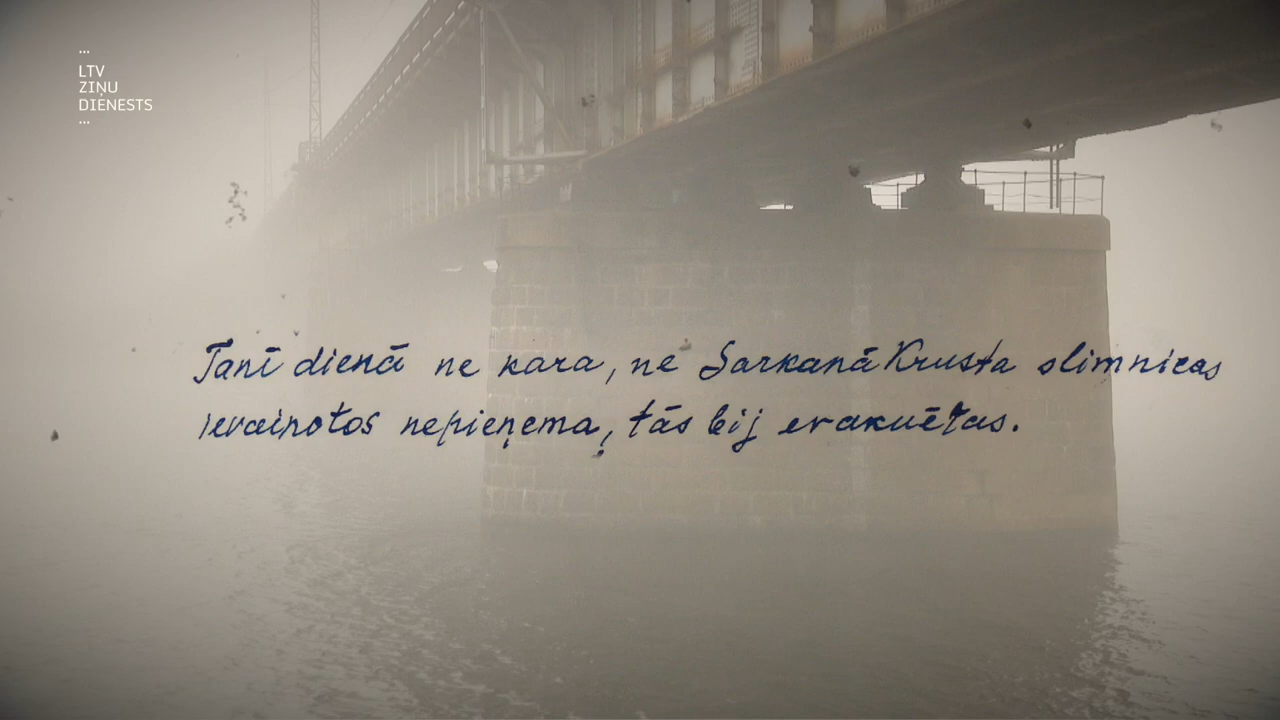 ...
LTV
ZIŅU
DIENESTS
...
Tanī dienā ne kara, ne Sarkanā Krusta slimnīcas
ievainotos nepieņema, tās bij evakuētas.